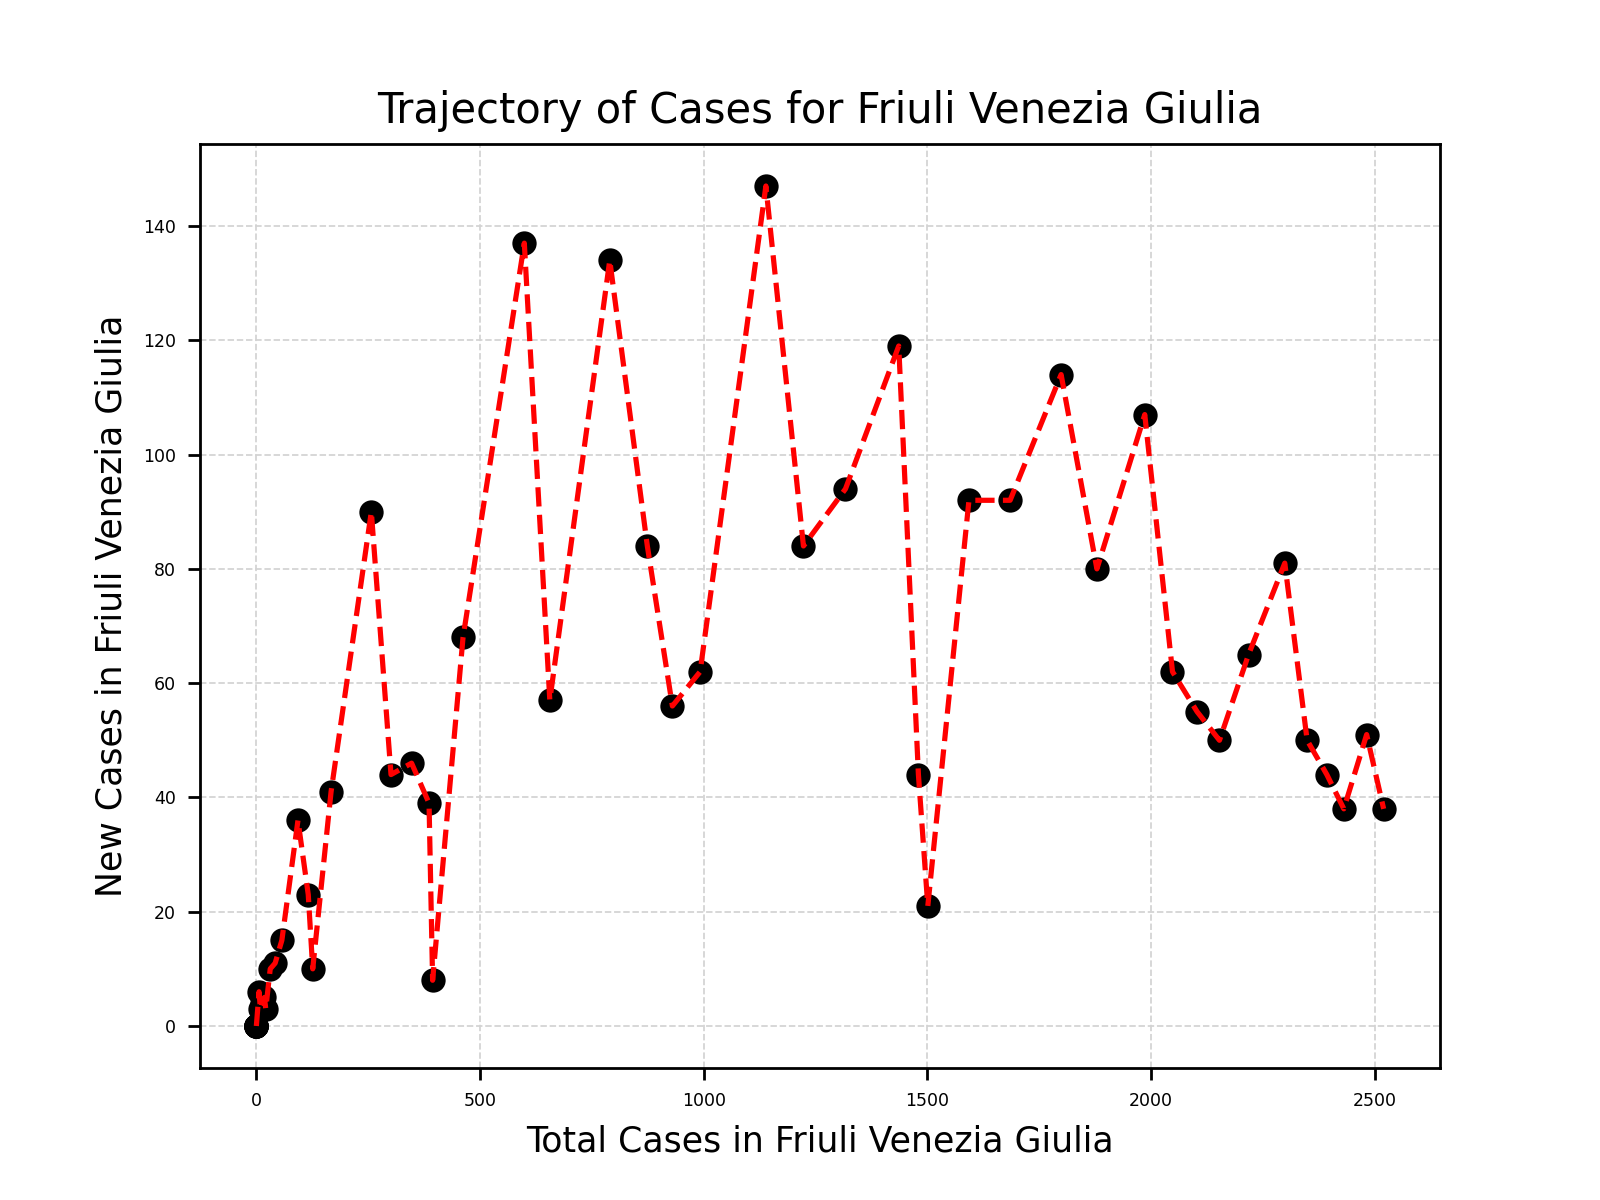 Trajectory of Cases for Friuli Venezia Giulia
New Cases in Friuli Venezia Giulia
140
120
100
80
60
40
20
0
0 500 1000 1500 2000 2500
Total Cases in Friuli Venezia Giulia